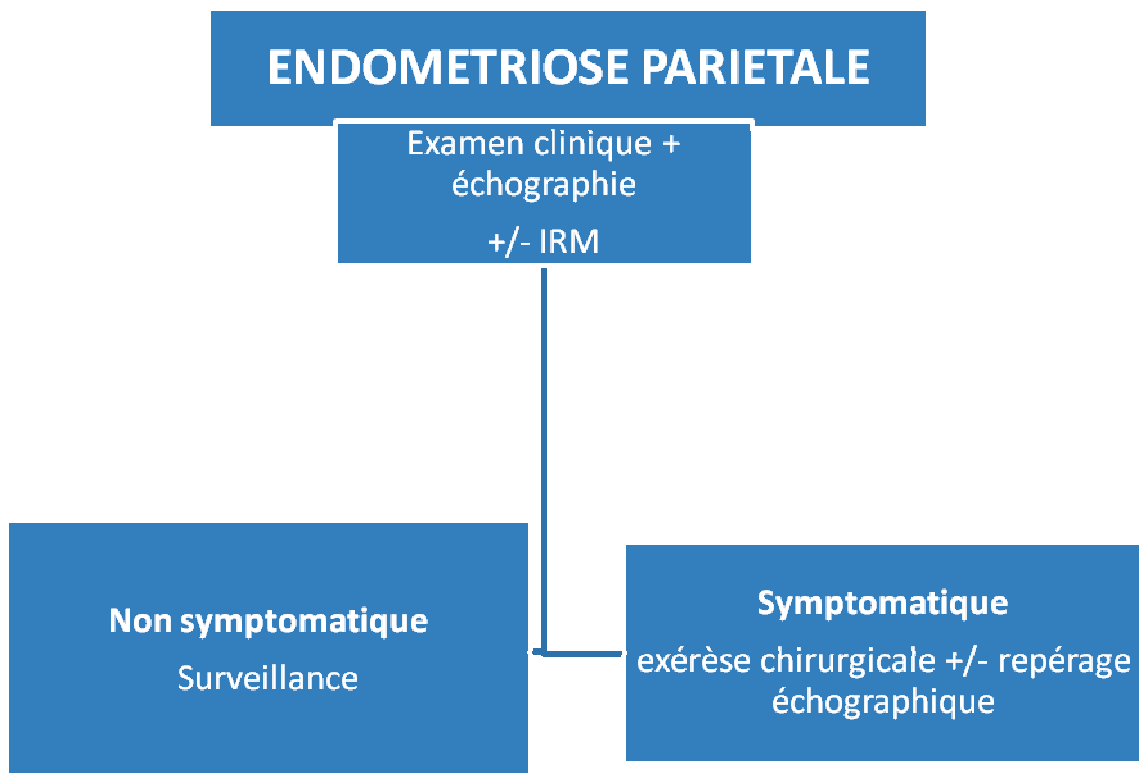 ENDOMETRIOSE PARIETALE
Examen clinique +
échographie
+/- IRM
Non symptomatique
Surveillance
Symptomatique
exérèse chirurgicale +/- repérage
échographique